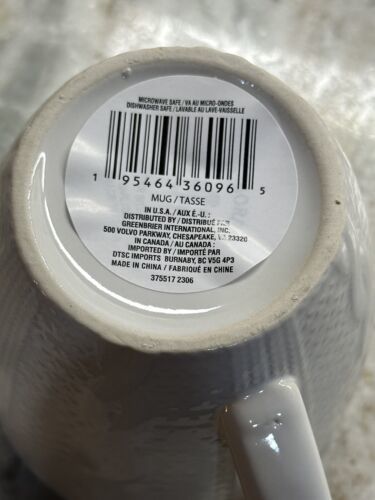 MICROWAVE SAFE / VA AU MICRO-ONDES
DISHWASHER SAFE / LAVABLE AU LAVE-VAISSELLE
1 95464 36096 5
MUG / TASSE
IN U.S.A. / AUX É.-U. :
DISTRIBUTED BY / DISTRIBUÉ PAR
GREENBRIER INTERNATIONAL, INC.
500 VOLVO PARKWAY, CHESAPEAKE, VA 23320
IN CANADA / AU CANADA :
IMPORTED BY / IMPORTÉ PAR
DTSC IMPORTS BURNABY, BC V5G 4P3
MADE IN CHINA / FABRIQUÉ EN CHINE
375517 2306